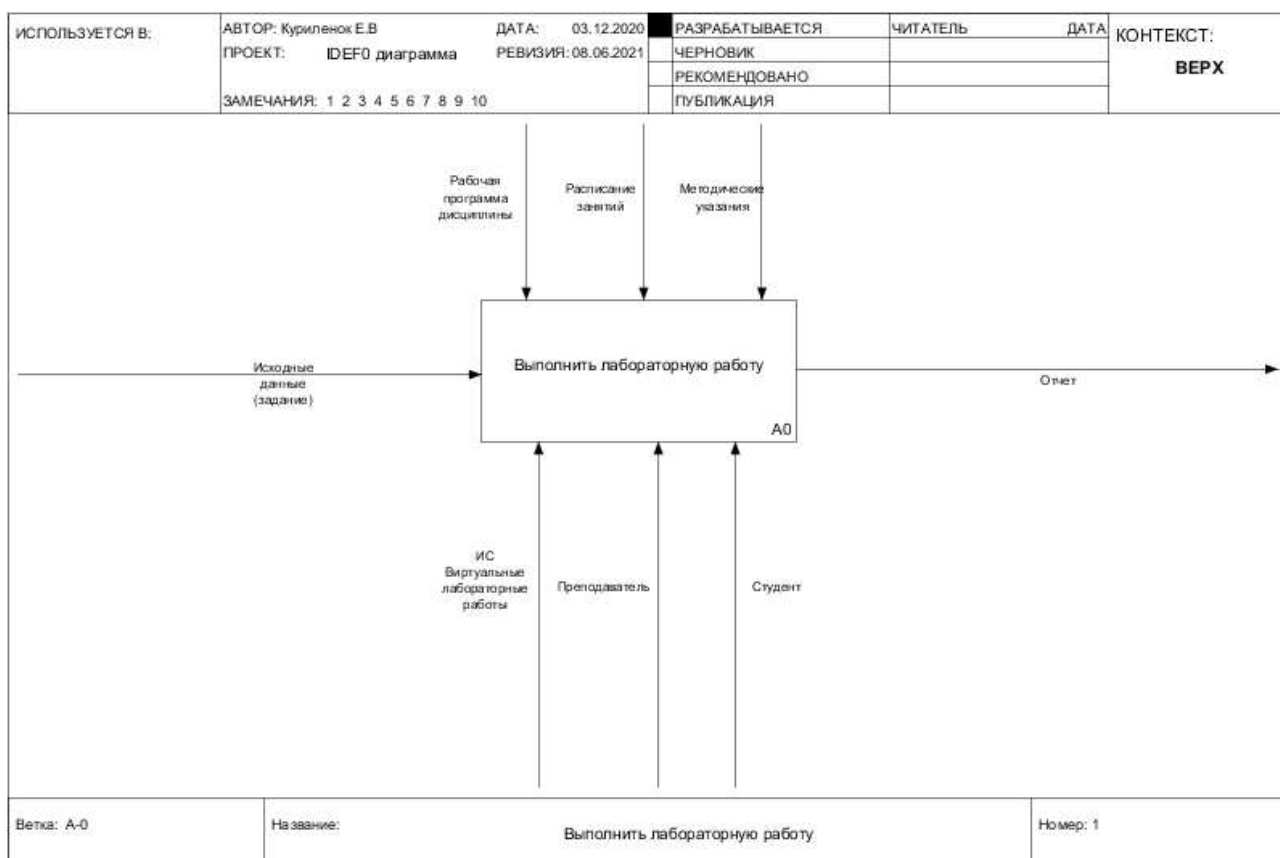 ИСПОЛЬЗУЕТСЯ В:
АВТОР: Куриленок Е.В
ДАТА: 03.12.2020
ПРОЕКТ: IDEF0 диаграмма
РЕВИЗИЯ: 08.06.2021
ЗАМЕЧАНИЯ: 1 2 3 4 5 6 7 8 9 10
РАЗРАБАТЫВАЕТСЯ
ЧЕРНОВИК
РЕКОМЕНДОВАНО
ПУБЛИКАЦИЯ
ЧИТАТЕЛЬ
ДАТА
КОНТЕКСТ:
ВЕРХ
Рабочая
программа
дисциплины
Расписание
занятий
Методические
указания
Исходные
данные
(задание)
Выполнить лабораторную работу
A0
Отчет
ИС
Виртуальные
лабораторные
работы
Преподаватель
Студент
Ветка: A-0
Название:
Выполнить лабораторную работу
Номер: 1